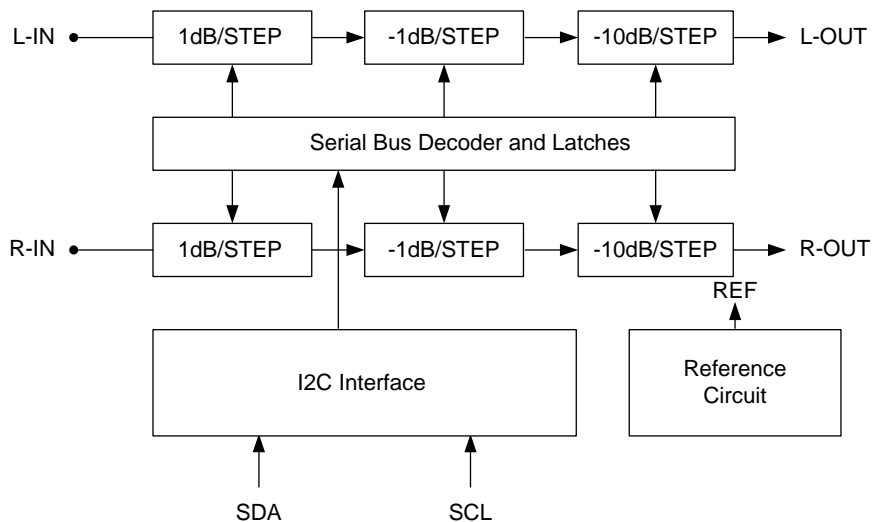 L-IN
1dB/STEP
-1dB/STEP
-10dB/STEP
L-OUT
Serial Bus Decoder and Latches
R-IN
1dB/STEP
-1dB/STEP
-10dB/STEP
R-OUT
REF
I2C Interface
Reference
Circuit
SDA
SCL